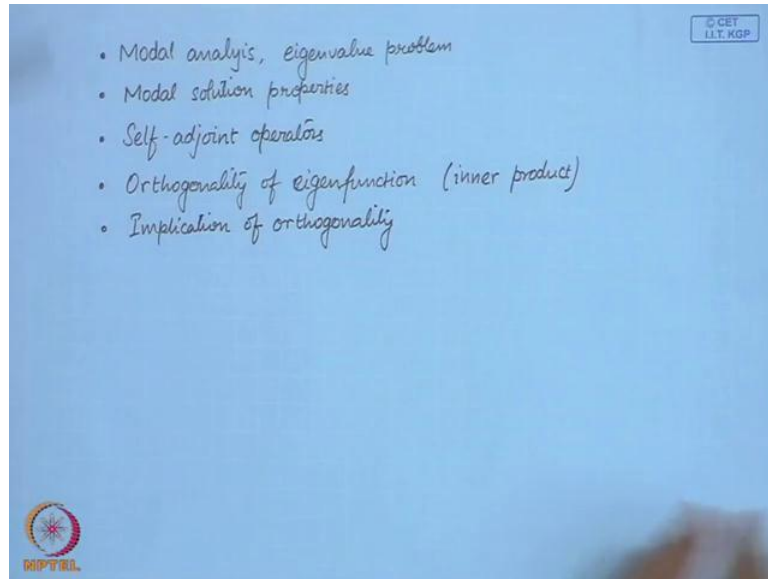 © CET
I.I.T. KGP
• Modal analyis, eigenvalue problem
• Modal solution properties
• Self-adjoint operators
• Orthogonality of eigenfunction (inner product)
• Implication of orthogonality
NPTEL